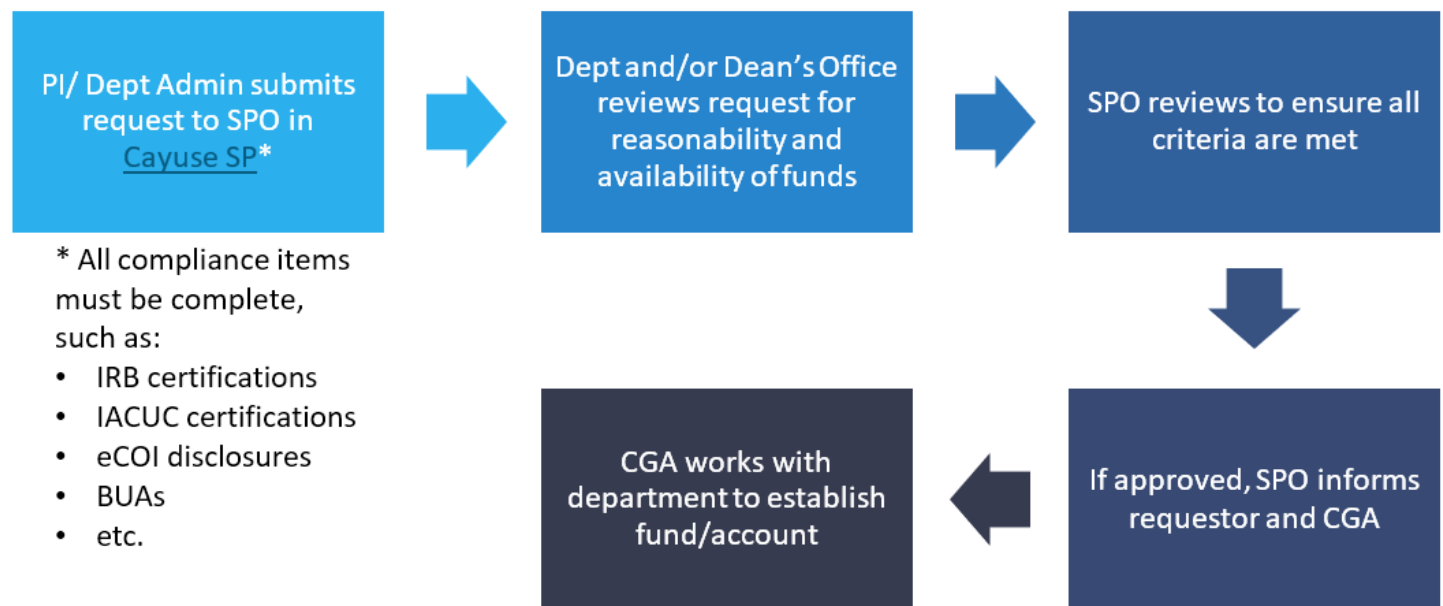 PI/ Dept Admin submits
request to SPO in
Cayuse SP*
Dept and/or Dean's Office
reviews request for
reasonability and
availability of funds
SPO reviews to ensure all
criteria are met
* All compliance items
must be complete,
such as:
• IRB certifications
• IACUC certifications
• eCOI disclosures
• BUAs
• etc.
If approved, SPO informs
requestor and CGA
CGA works with
department to establish
fund/account